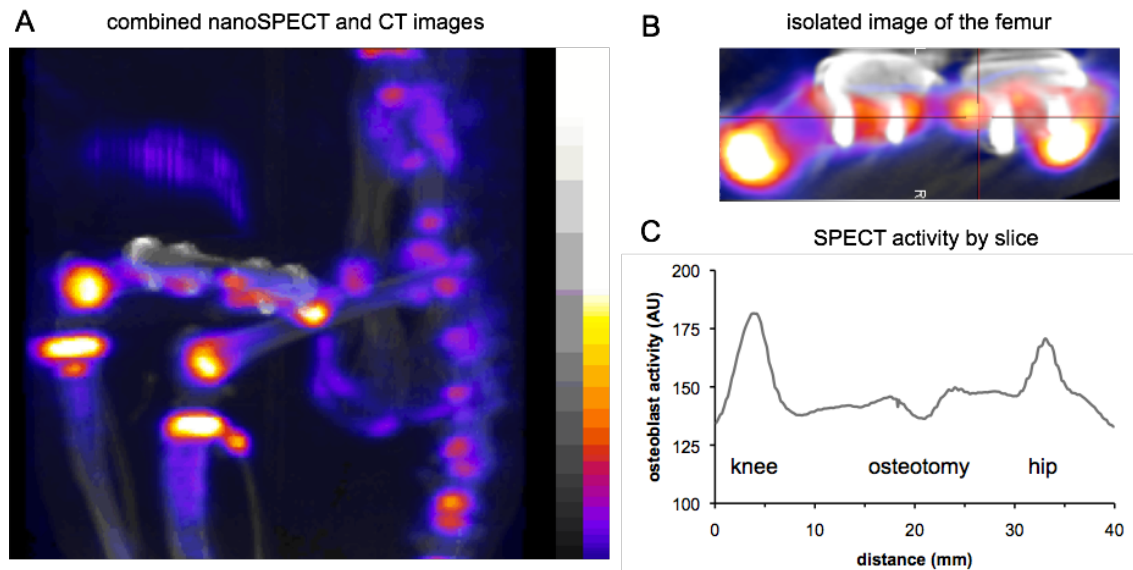 A
combined nanoSPECT and CT images
B
isolated image of the femur
L
R
C
SPECT activity by slice
osteoblast activity (AU)
200
175
150
125
100
knee
osteotomy
hip
0
10
20
30
40
distance (mm)